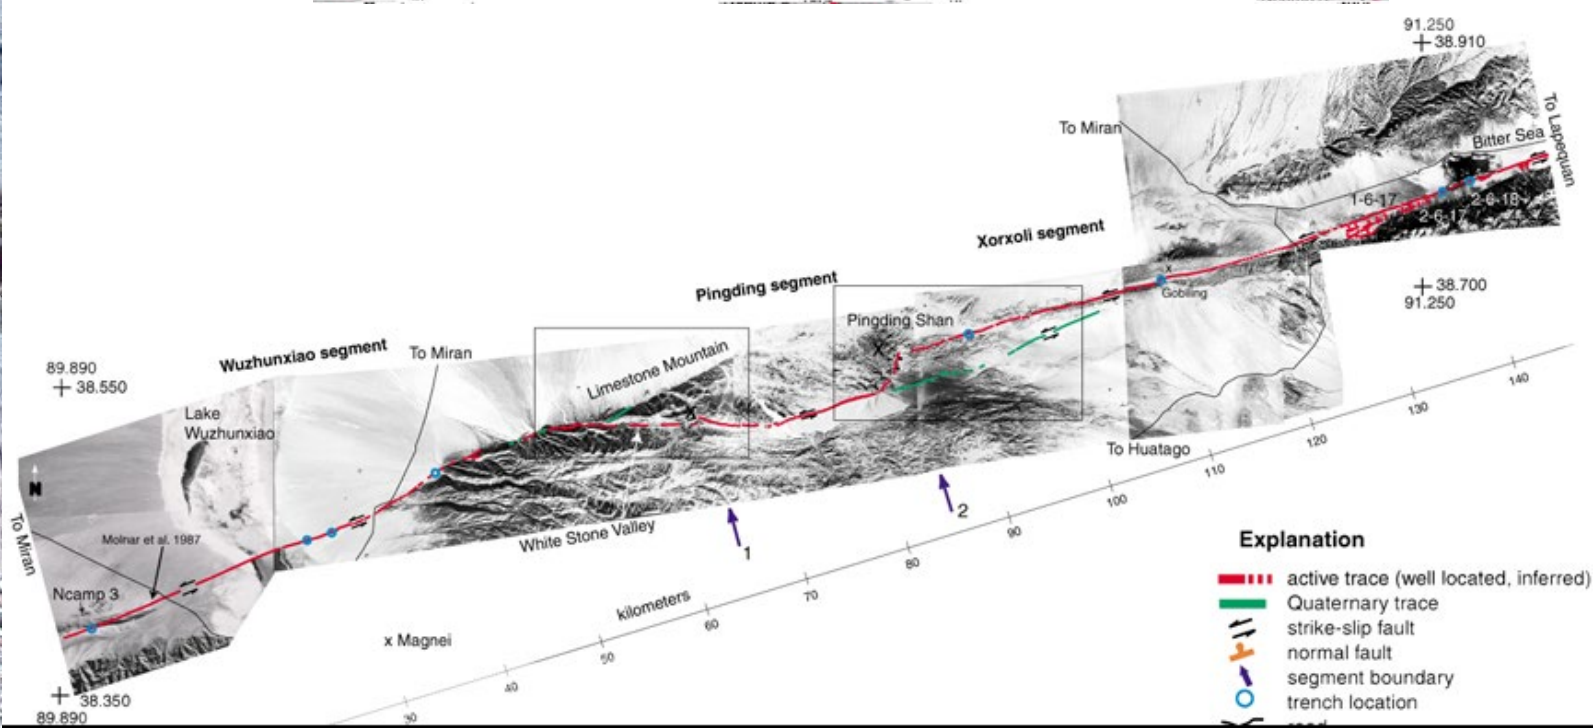 91.250
38.910
To Miran
To Lapequan
Bitter Sea
1-6-17
2-6-18
2-6-17
Xorxoli segment
Pingding segment
38.700
91.250
Gobiling
x
Pingding Shan
X
Wuzhunxiao segment
To Miran
Limestone Mountain
X
89.890
38.550
Lake
Wuzhunxiao
N
To Huatago
White Stone Valley
1
2
To Miran
Molnar et al. 1987
Ncamp 3
x Magnei
kilometers
30
40
50
60
70
80
90
100
110
120
130
140
38.350
89.890
Explanation
active trace (well located, inferred)
Quaternary trace
strike-slip fault
normal fault
segment boundary
trench location